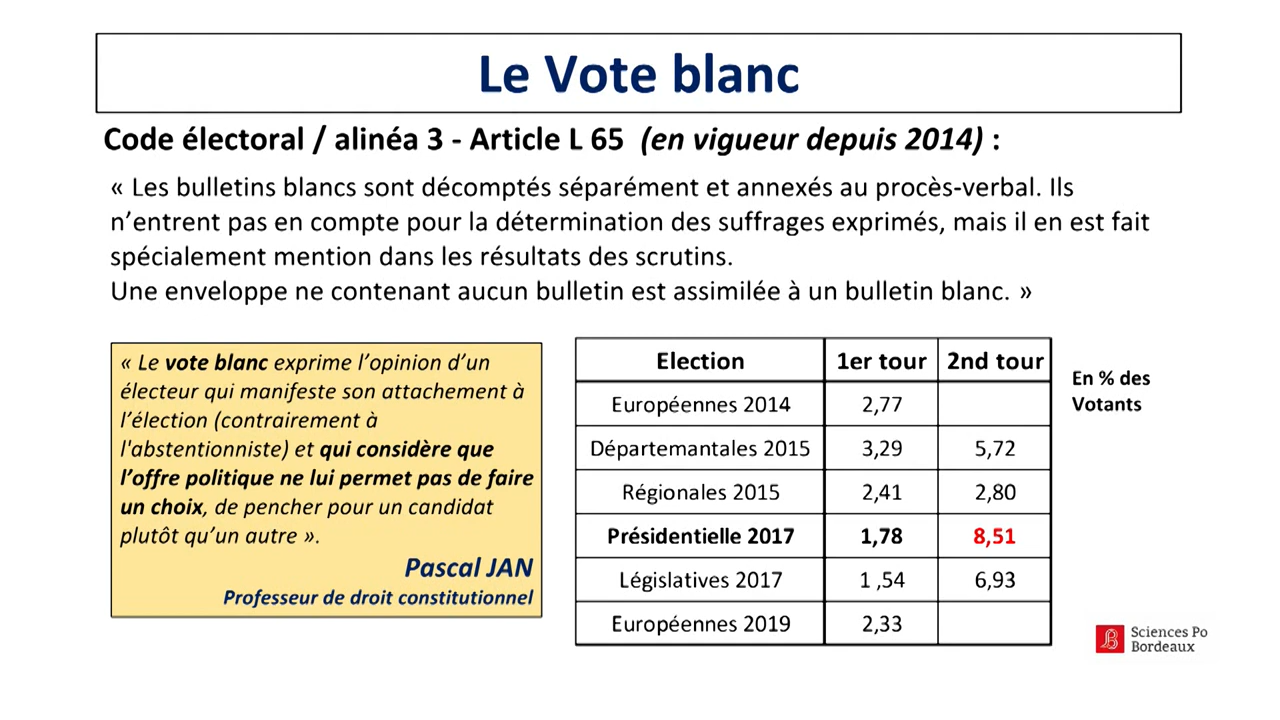 Le Vote blanc
Code électoral / alinéa 3 - Article L 65 (en vigueur depuis 2014) :
« Les bulletins blancs sont décomptés séparément et annexés au procès-verbal. Ils
n’entrent pas en compte pour la détermination des suffrages exprimés, mais il en est fait
spécialement mention dans les résultats des scrutins.
Une enveloppe ne contenant aucun bulletin est assimilée à un bulletin blanc. »
« Le vote blanc exprime l’opinion d’un
électeur qui manifeste son attachement à
l’élection (contrairement à
l'abstentionniste) et qui considère que
l’offre politique ne lui permet pas de faire
un choix, de pencher pour un candidat
plutôt qu’un autre ».
Pascal JAN
Professeur de droit constitutionnel
Election 1er tour 2nd tour
Européennes 2014 2,77
Départemantales 2015 3,29 5,72
Régionales 2015 2,41 2,80
Présidentielle 2017 1,78 8,51
Législatives 2017 1 ,54 6,93
Européennes 2019 2,33
En % des
Votants
Sciences Po
Bordeaux